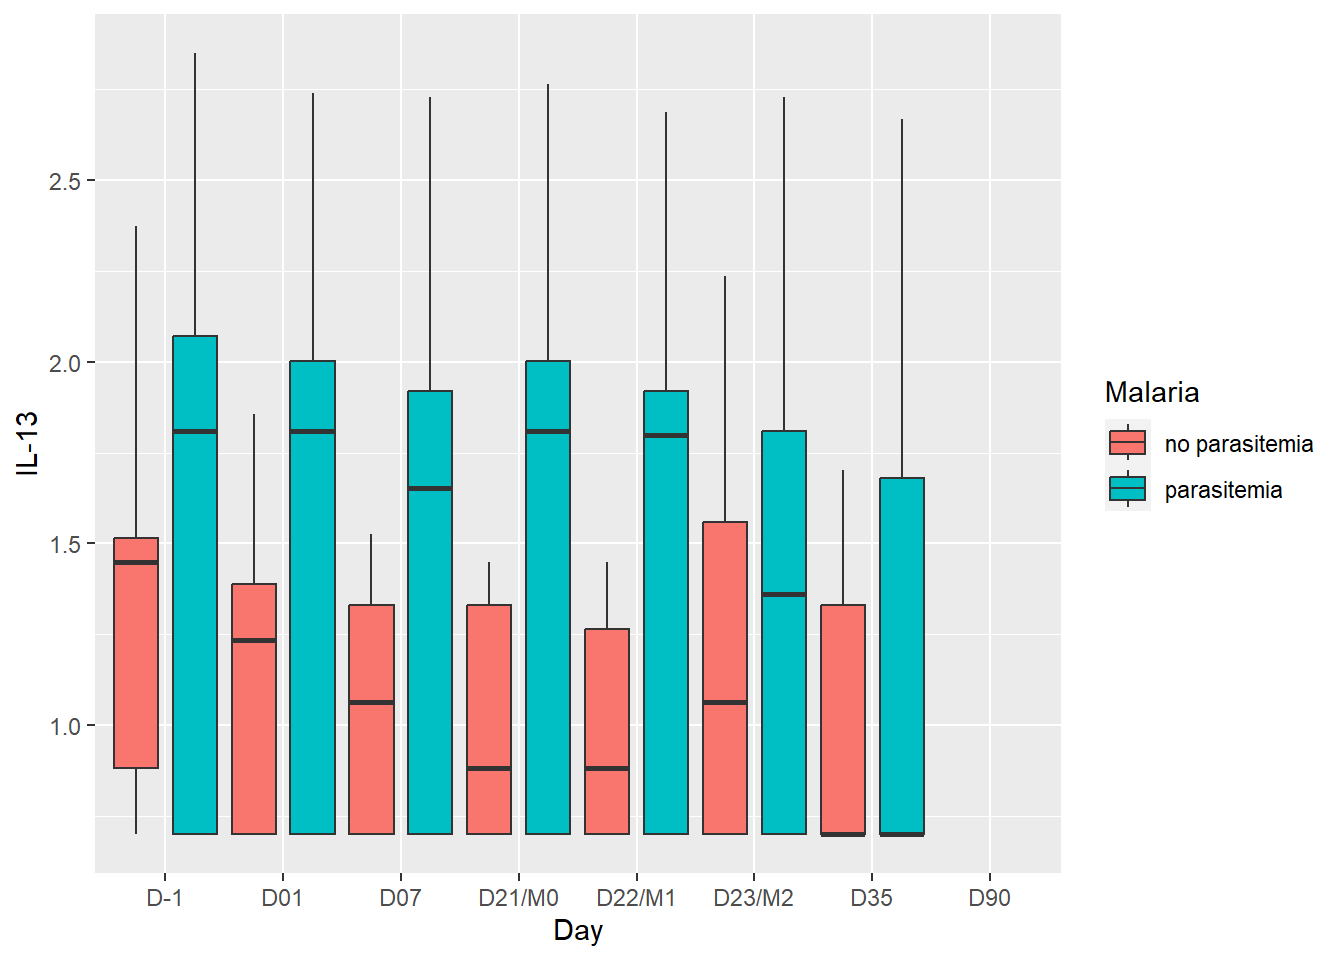 IL-13
2.5
2.0
1.5
1.0
D-1 D01 D07 D21/M0 D22/M1 D23/M2 D35 D90
Day
Malaria
no parasitemia
parasitemia